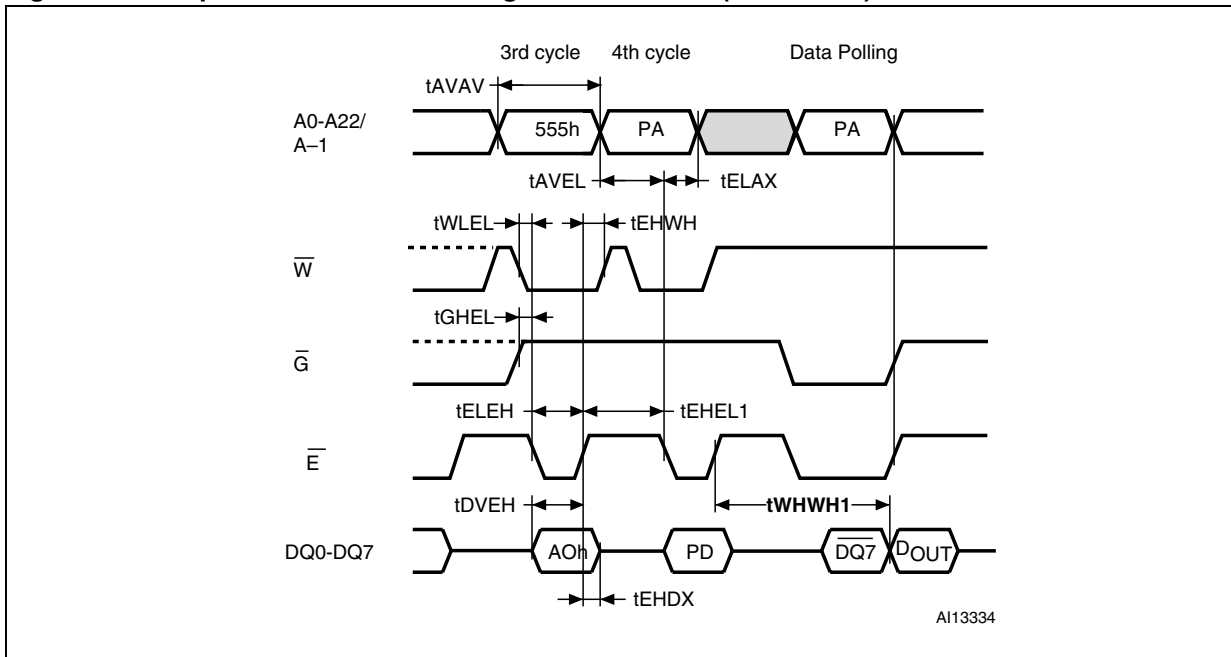 3rd cycle 4th cycle Data Polling
tAVAV
A0-A22/
A–1
555h PA PA
tAVEL tELAX
tWLEL tEHWH
W
tGHEL
G
tELEH tEHEL1
E
tDVEH tWHWH1
DQ0-DQ7 AOh PD DQ7 DOUT
tEHDX
AI13334